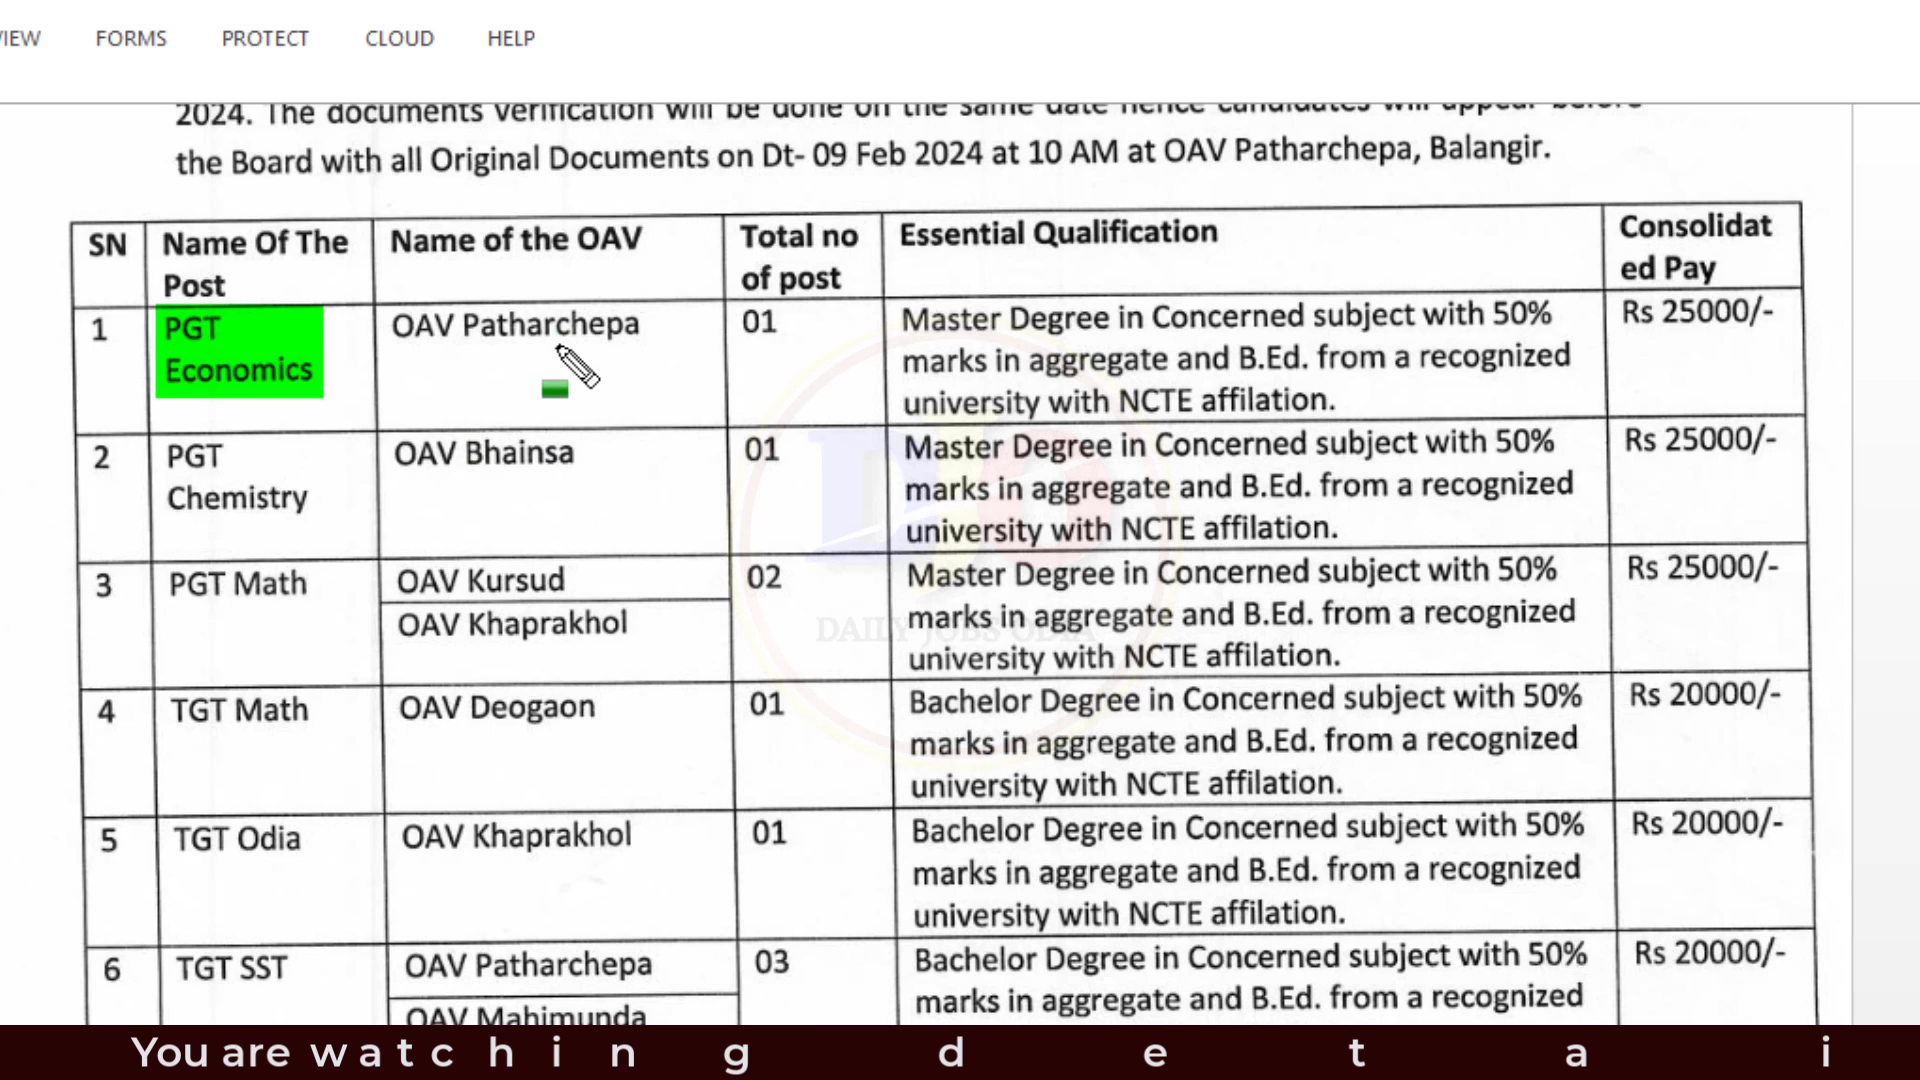 FORMS PROTECT CLOUD HELP
2024. The documents verification will be done on the same date hence candidates will appear before
the Board with all Original Documents on Dt- 09 Feb 2024 at 10 AM at OAV Patharchepa, Balangir.
SN Name Of The Post Name of the OAV Total no of post Essential Qualification Consolidat ed Pay
1 PGT Economics OAV Patharchepa 01 Master Degree in Concerned subject with 50% Rs 25000/-
marks in aggregate and B.Ed. from a recognized
university with NCTE affilation.
2 PGT Chemistry OAV Bhainsa 01 Master Degree in Concerned subject with 50% Rs 25000/-
marks in aggregate and B.Ed. from a recognized
university with NCTE affilation.
3 PGT Math OAV Kursud 02 Master Degree in Concerned subject with 50% Rs 25000/-
OAV Khaprakhol marks in aggregate and B.Ed. from a recognized
university with NCTE affilation.
4 TGT Math OAV Deogaon 01 Bachelor Degree in Concerned subject with 50% Rs 20000/-
marks in aggregate and B.Ed. from a recognized
university with NCTE affilation.
5 TGT Odia OAV Khaprakhol 01 Bachelor Degree in Concerned subject with 50% Rs 20000/-
marks in aggregate and B.Ed. from a recognized
university with NCTE affilation.
6 TGT SST OAV Patharchepa 03 Bachelor Degree in Concerned subject with 50% Rs 20000/-
OAV Mahimunda marks in aggregate and B.Ed. from a recognized
DAILY JOBS ODIA
You are watching detai